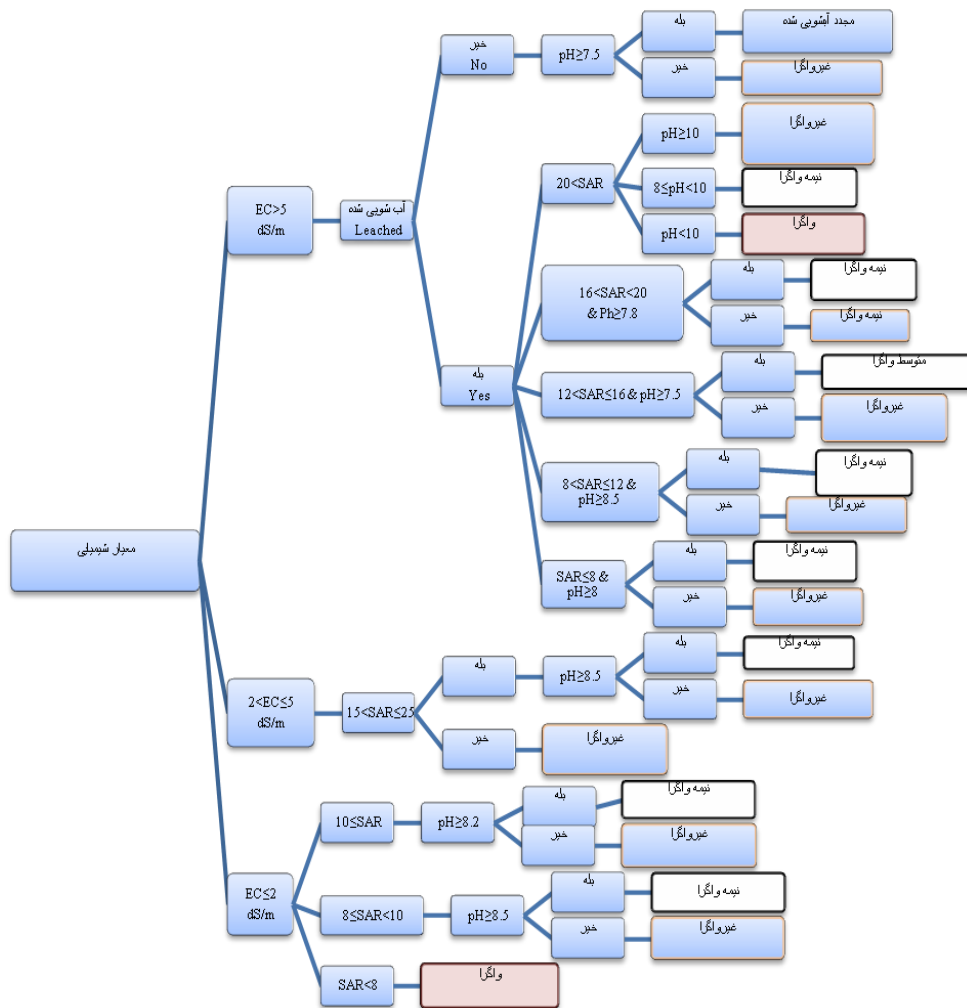 معیار شیمیایی
EC>5
dS/m
آب شویی شده
Leached
خیر
No
pH≥7.5
بله
مجدد آبشویی شده
خیر
غیرواگرا
بله
Yes
20<SAR
pH≥10
غیرواگرا
8≤pH<10
نیمه واگرا
pH<10
واگرا
16<SAR<20
& Ph≥7.8
بله
نیمه واگرا
خیر
نیمه واگرا
12<SAR≤16 & pH≥7.5
بله
متوسط واگرا
خیر
غیرواگرا
8<SAR≤12 &
pH≥8.5
بله
نیمه واگرا
خیر
غیرواگرا
SAR≤8 &
pH≥8
بله
نیمه واگرا
خیر
غیرواگرا
2<EC≤5
dS/m
15<SAR≤25
بله
pH≥8.5
بله
نیمه واگرا
خیر
غیرواگرا
خیر
غیرواگرا
EC≤2
dS/m
10≤SAR
pH≥8.2
بله
نیمه واگرا
خیر
غیرواگرا
8≤SAR<10
pH≥8.5
بله
نیمه واگرا
خیر
غیرواگرا
SAR<8
واگرا